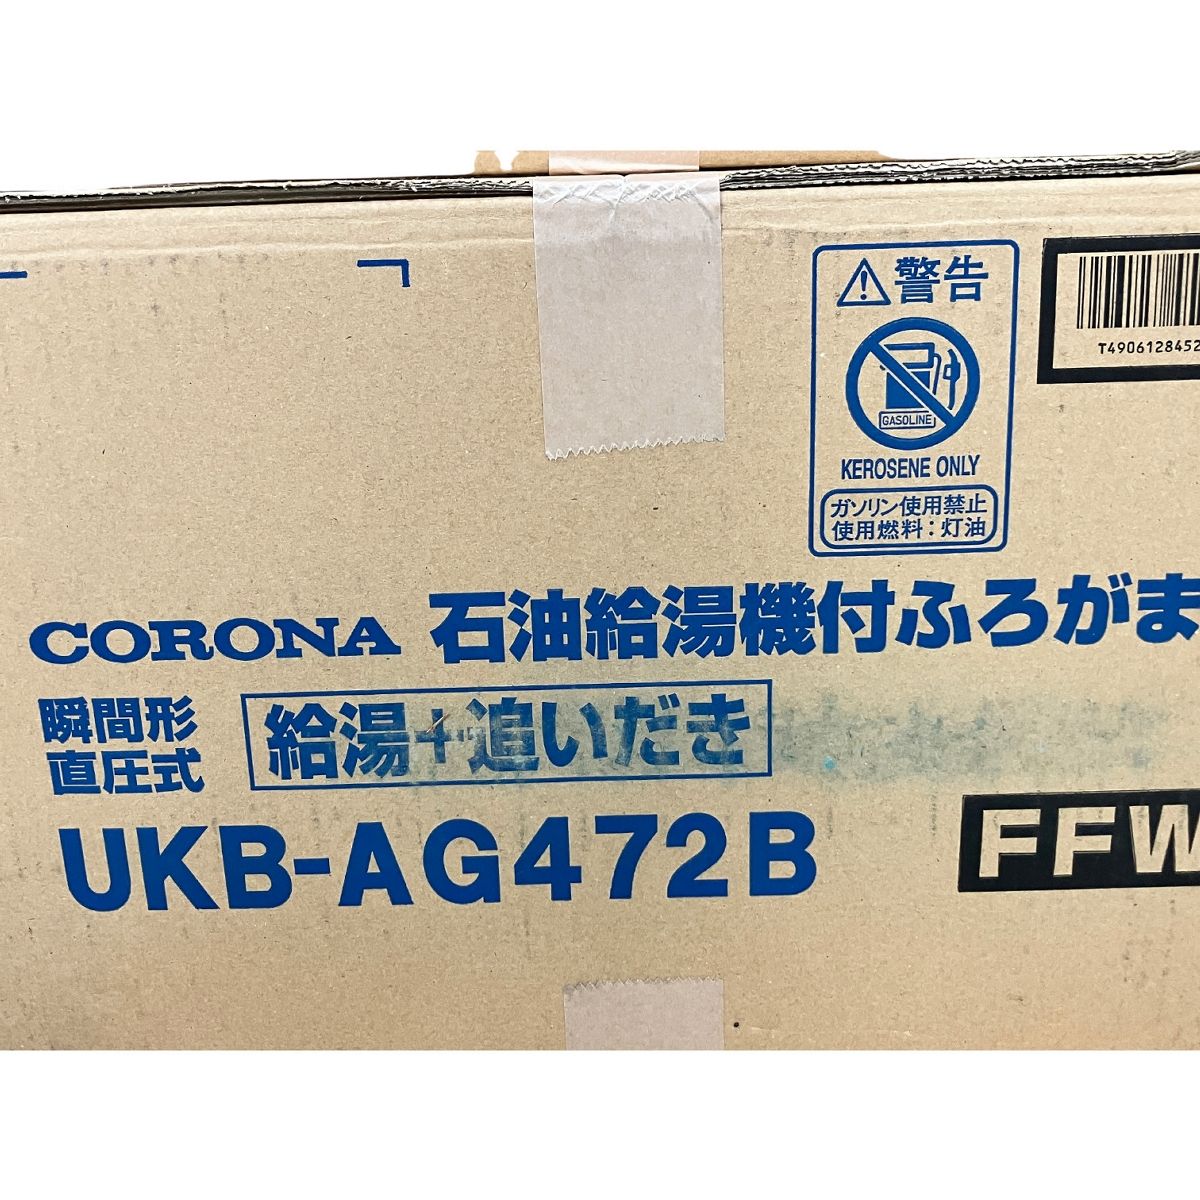 警告
GASOLINE
KEROSENE ONLY
ガソリン使用禁止
使用燃料:灯油
T4906128452
CORONA 石油給湯機付ふろがま
瞬間形
直圧式
給湯+追いだき
UKB-AG472B
FFW